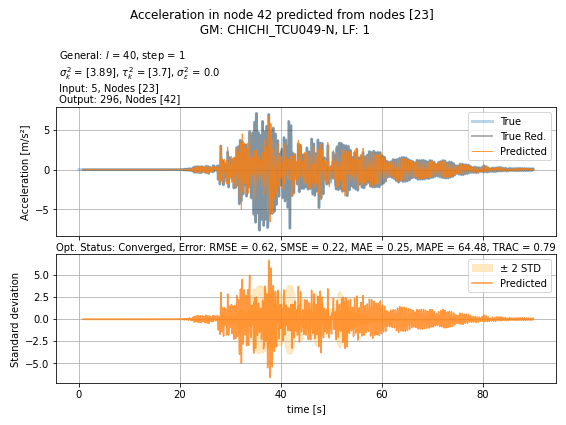 Acceleration in node 42 predicted from nodes [23]
GM: CHICHI_TCU049-N, LF: 1
General: l = 40, step = 1
σ²ₖ = [3.89], τ²ₖ = [3.7], σ²ε = 0.0
Input: 5, Nodes [23]
Output: 296, Nodes [42]
Acceleration [m/s²]
5
0
−5
True
True Red.
Predicted
Opt. Status: Converged, Error: RMSE = 0.62, SMSE = 0.22, MAE = 0.25, MAPE = 64.48, TRAC = 0.79
Standard deviation
5.0
2.5
0.0
−2.5
−5.0
± 2 STD
Predicted
0 20 40 60 80
time [s]